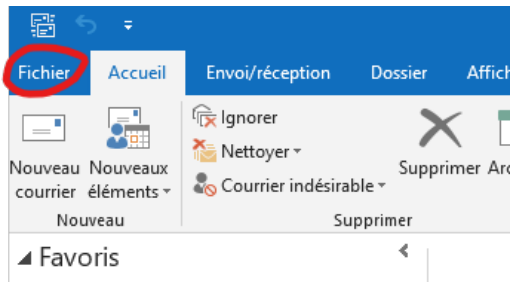 Fichier Accueil Envoi/réception Dossier
Ignorer
Nettoyer
Nouveau Nouveaux Supprimer
courrier éléments Courrier indésirable
Nouveau Supprimer
Favoris